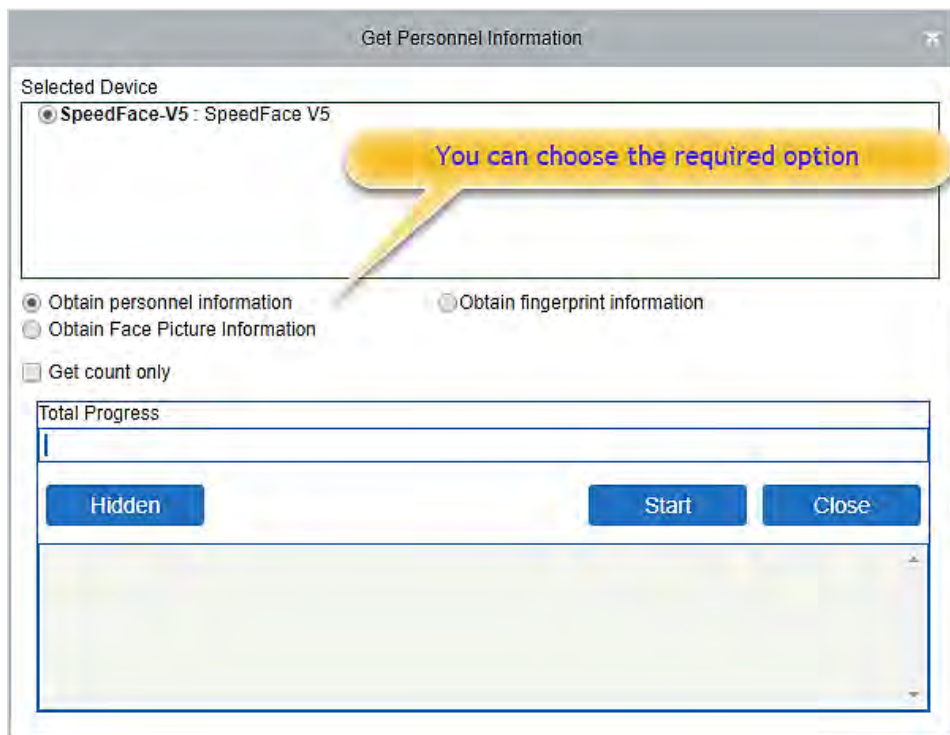 Get Personnel Information
Selected Device
SpeedFace-V5 : SpeedFace V5
You can choose the required option
Obtain personnel information Obtain fingerprint information
Obtain Face Picture Information
Get count only
Total Progress
Hidden Start Close